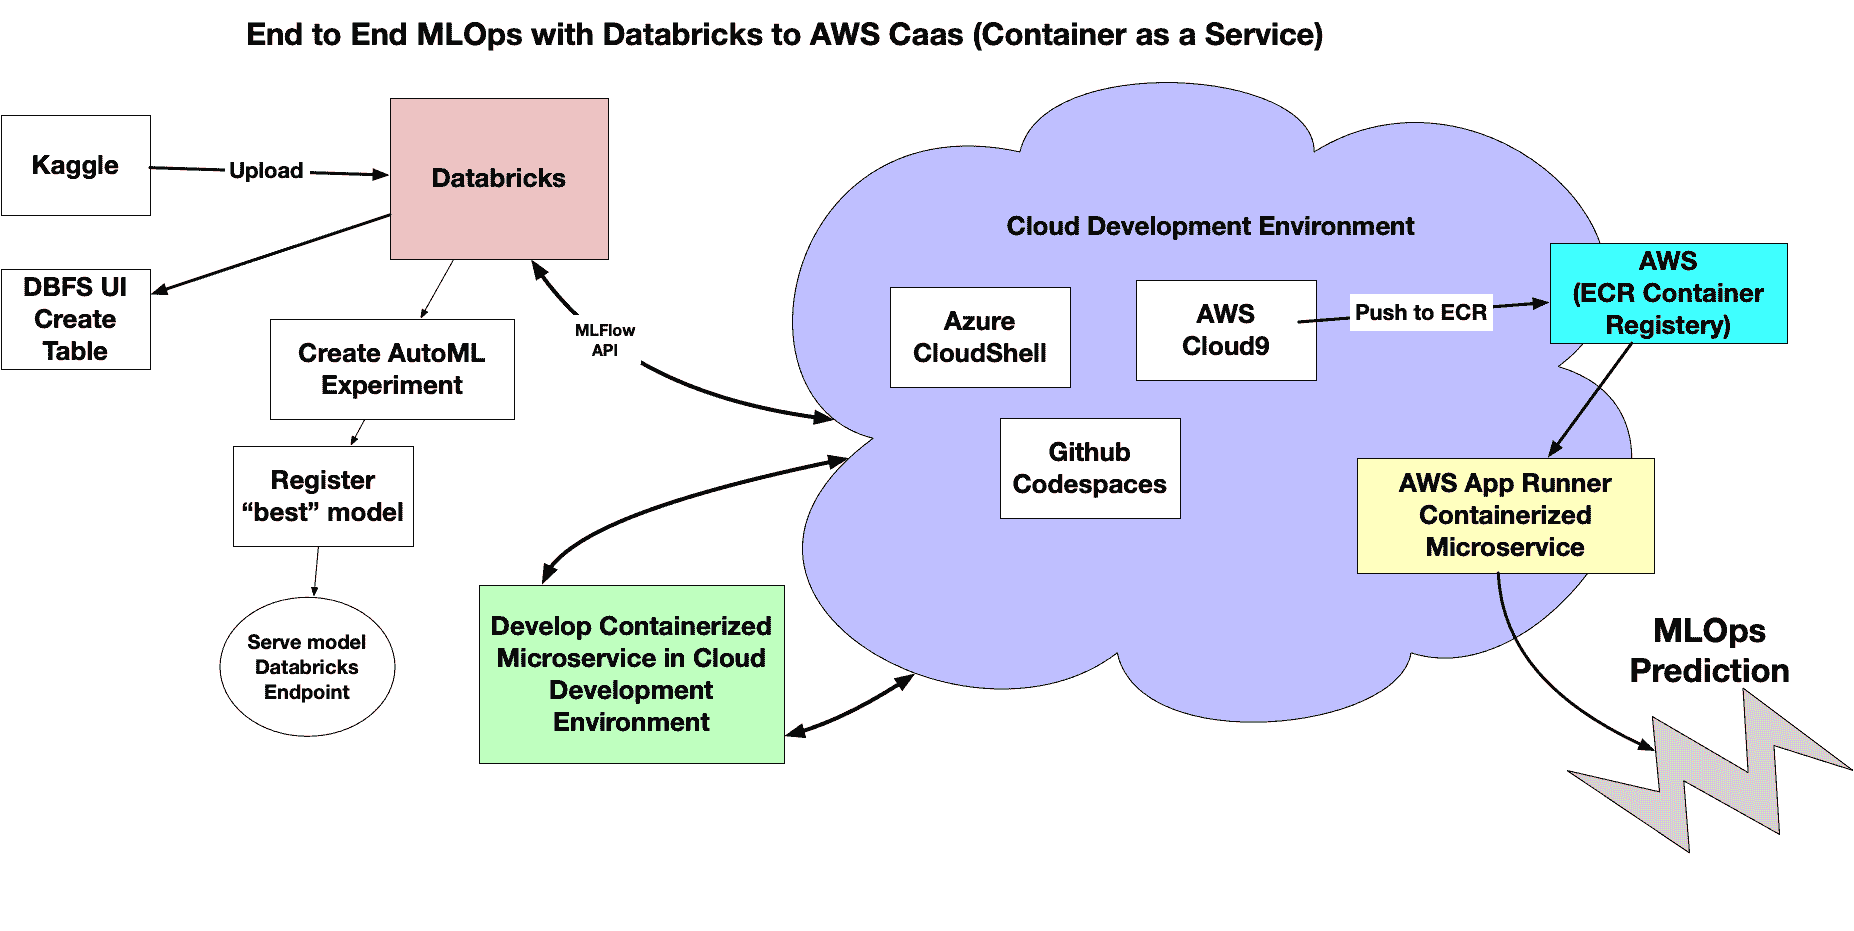 End to End MLOps with Databricks to AWS Caas (Container as a Service)
Kaggle
Upload
Databricks
DBFS UI
Create
Table
Create AutoML
Experiment
Register
“best” model
Serve model
Databricks
Endpoint
MLFlow
API
Develop Containerized
Microservice in Cloud
Development
Environment
Cloud Development Environment
Azure
CloudShell
AWS
Cloud9
Github
Codespaces
Push to ECR
AWS
(ECR Container
Registery)
AWS App Runner
Containerized
Microservice
MLOps
Prediction